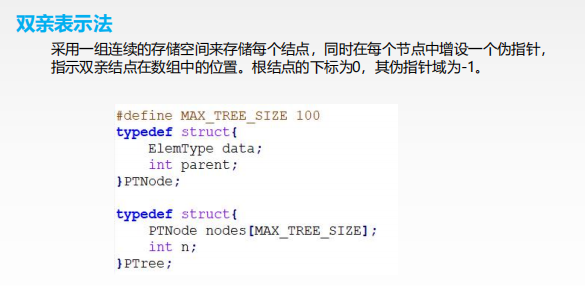 双亲表示法
采用一组连续的存储空间来存储每个结点，同时在每个节点中增设一个伪指针，
指示双亲结点在数组中的位置。根结点的下标为0，其伪指针域为-1。
#define MAX_TREE_SIZE 100
typedef struct{
    ElemType data;
    int parent;
}PTNode;
typedef struct{
    PTNode nodes[MAX_TREE_SIZE];
    int n;
}PTree;